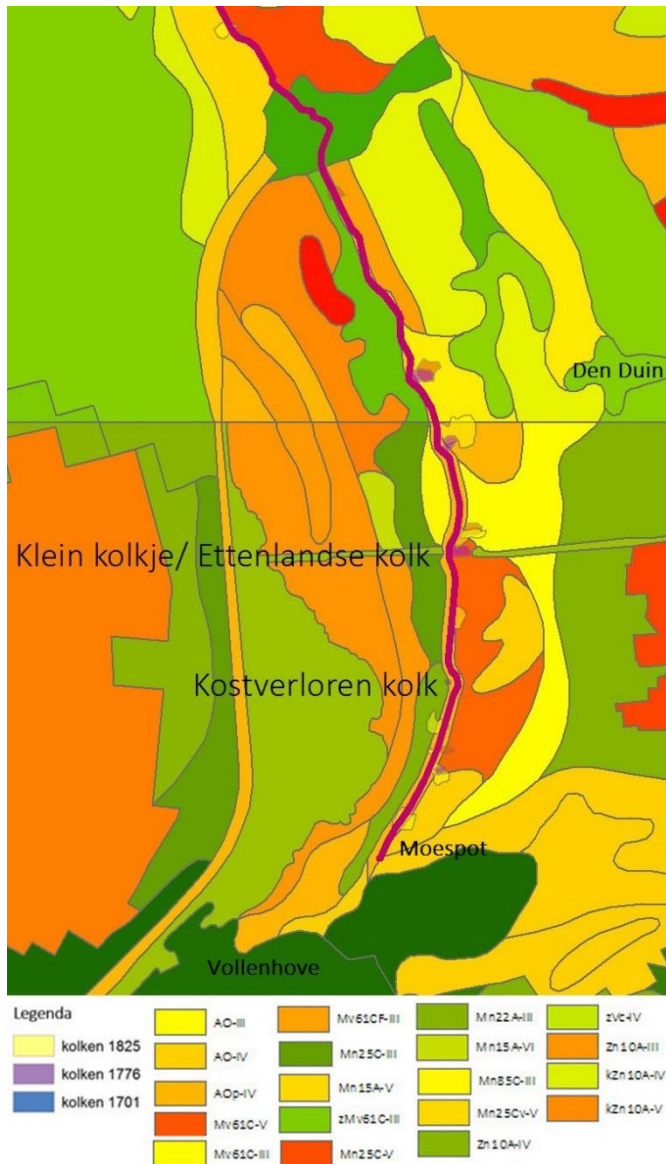 Den Duin
Klein kolkje/ Ettenlandse kolk
Kostverloren kolk
Moespot
Vollenhove
Legenda
kolken 1825
kolken 1776
kolken 1701
AO-III
AO-IV
AOp-IV
Mv61C-V
Mv61C-III
Mv61CF-III
Mn25C-III
Mn15A-V
zMv61C-III
Mn25C-V
Mn22A-III
Mn15A-VI
Mn85C-III
Mn25Cv-V
Zn10A-IV
zVc-IV
Zn10A-III
kZn10A-IV
kZn10A-V